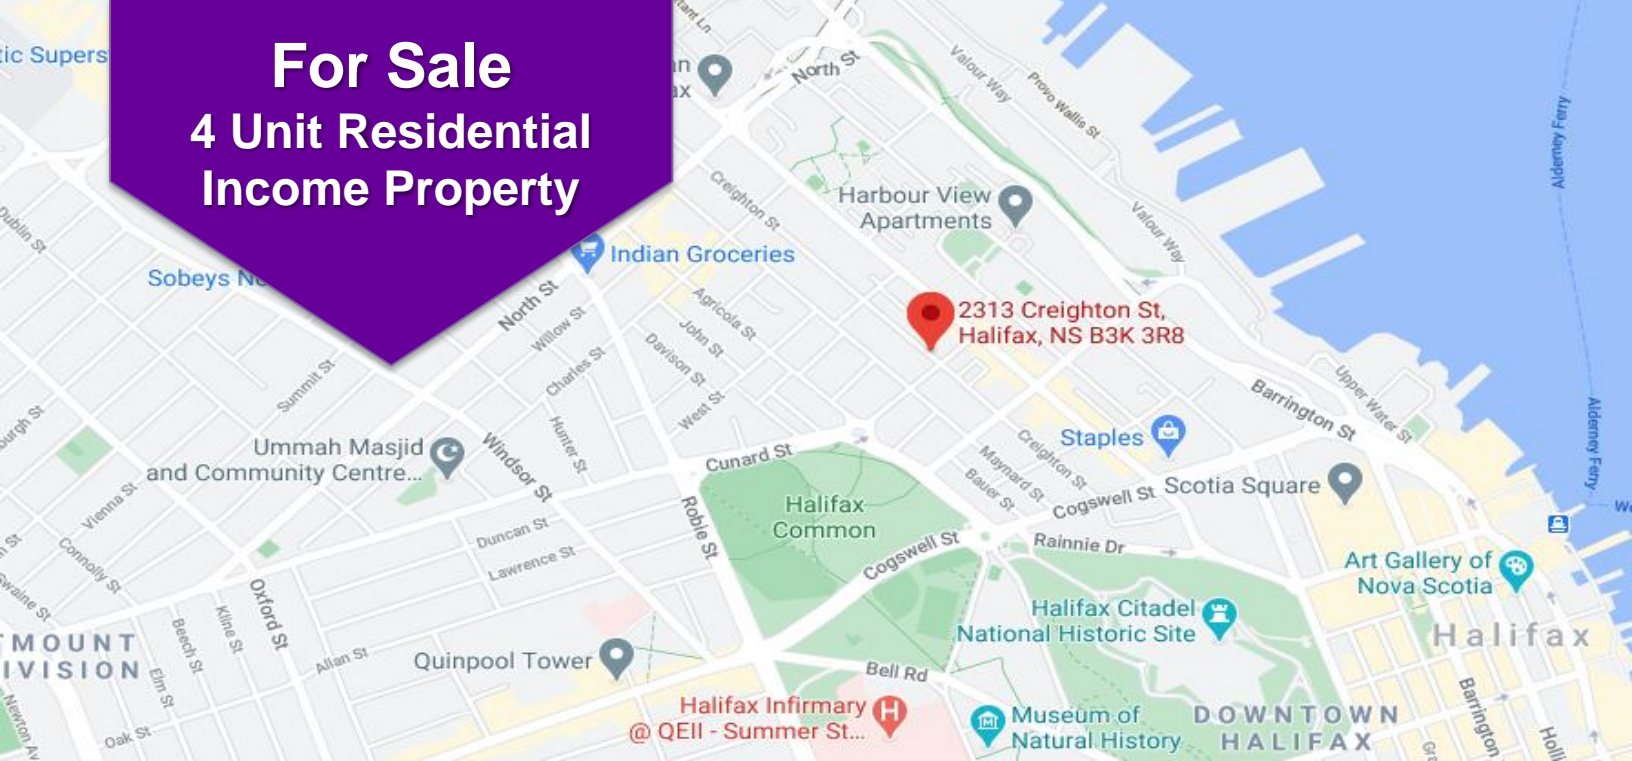 For Sale
4 Unit Residential
Income Property
tic Supers
North St
Valour Way
Provo Wallis St
Alderney Ferry
Dublin St
Creighton St
Harbour View
Apartments
Valour Way
Indian Groceries
Sobeys
North St
Willow St
Agricola St
John St
Davison St
West St
Charles St
2313 Creighton St,
Halifax, NS B3K 3R8
Summit St
Upper Water St
Barrington St
Alderney Ferry
Staples
Ummah Masjid
and Community Centre...
Windsor St
Hunter St
Cunard St
Creighton St
Maynard St
Bauer St
Cogswell St
Scotia Square
Vienna St
Robie St
Halifax
Common
Duncan St
Lawrence St
Cogswell St
Rainnie Dr
Connolly St
Swaine St
Art Gallery of
Nova Scotia
Oxford St
Kline St
Beech St
Halifax Citadel
National Historic Site
Halifax
MOUNT
IVISION
Elm St
Allan St
Quinpool Tower
Bell Rd
Newton Av
Oak St
Halifax Infirmary
@ QEII - Summer St...
Museum of
Natural History
DOWNTOWN
HALIFAX
Barrington
Holli